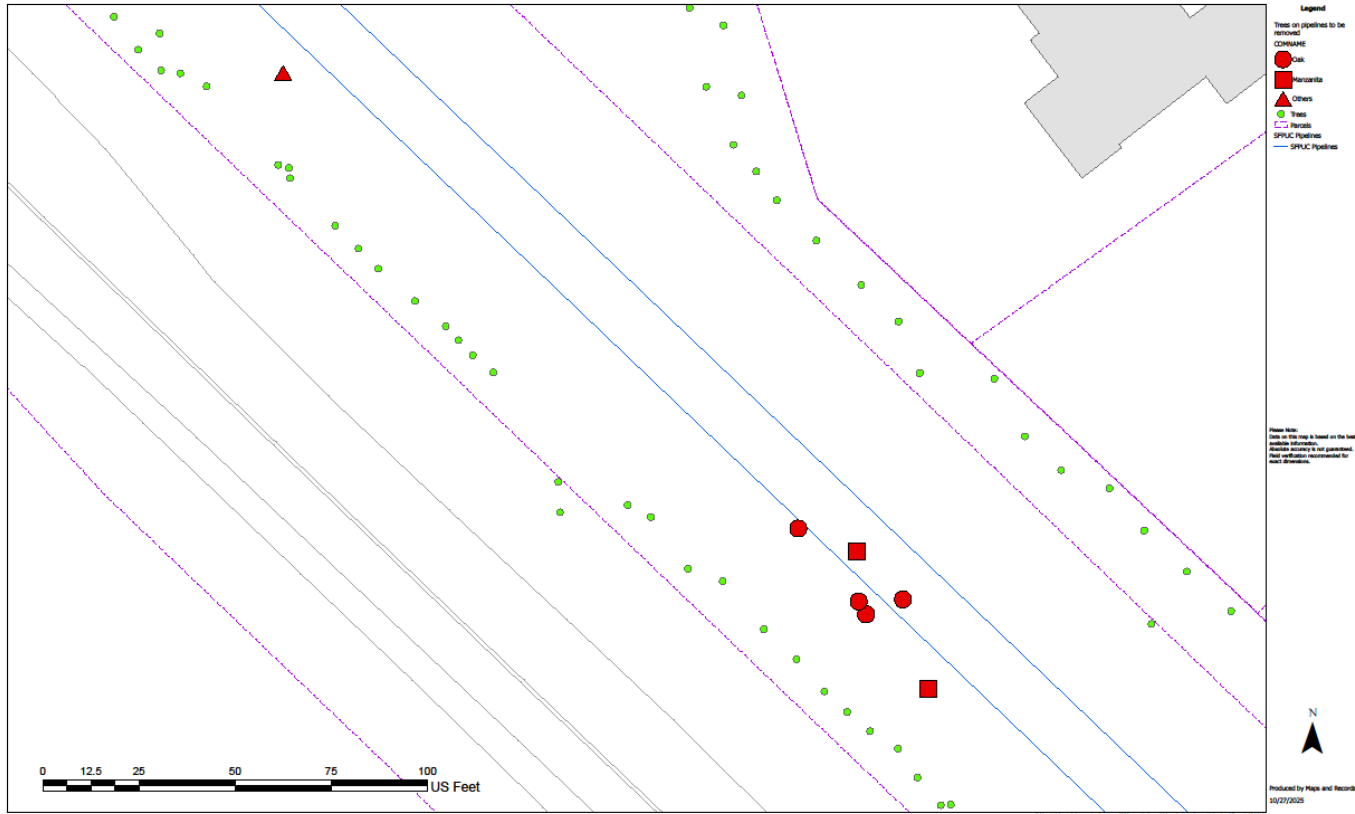 Legend
Trees on pipelines to be
removed
COMNAME
Oak
Manzanita
Others
Trees
Parcels
SFPUC Pipelines
SFPUC Pipelines
Please Note:
Data on this map is based on the best
available information.
Absolute accuracy is not guaranteed.
Field verification recommended for
exact dimensions.
N
0 12.5 25 50 75 100
US Feet
Produced by Maps and Records
10/27/2025